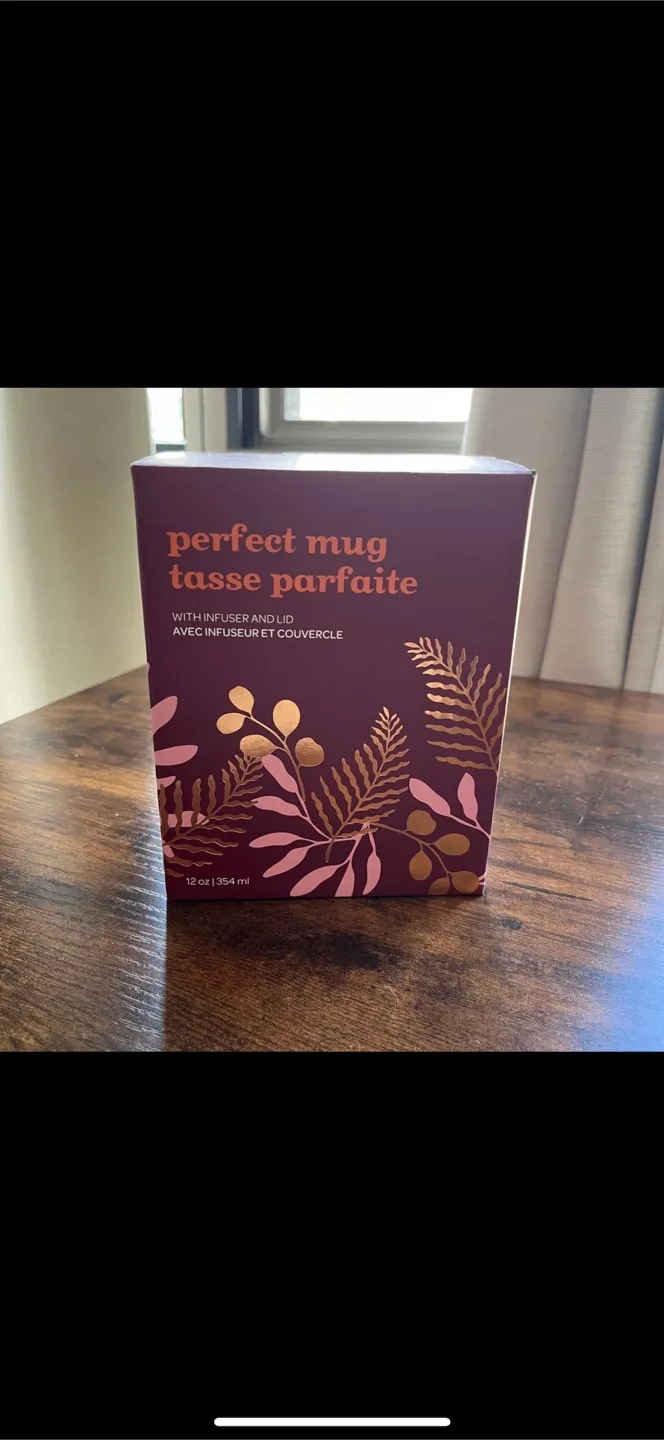 perfect mug
tasse parfaite
WITH INFUSER AND LID
AVEC INFUSEUR ET COUVERCLE
12 oz | 354 ml